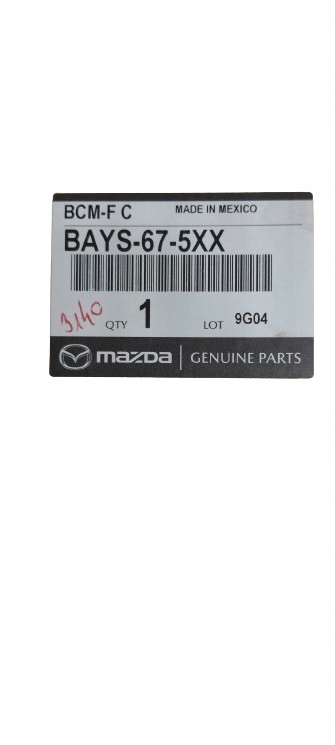 BCM-F C MADE IN MEXICO
BAYS-67-5XX
3140
QTY 1 LOT 9G04
mazda | GENUINE PARTS